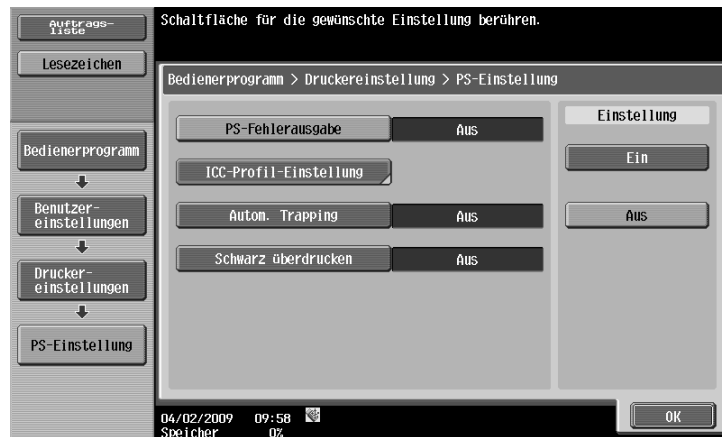 Auftrags-
liste
Lesezeichen
Schaltfläche für die gewünschte Einstellung berühren.
Bedienerprogramm > Druckereinstellung > PS-Einstellung
Bedienerprogramm
Benutzer-
einstellungen
Drucker-
einstellungen
PS-Einstellung
PS-Fehlerausgabe Aus
ICC-Profil-Einstellung
Autom. Trapping Aus
Schwarz überdrucken Aus
Einstellung
Ein
Aus
04/02/2009 09:58
Speicher 0%
OK